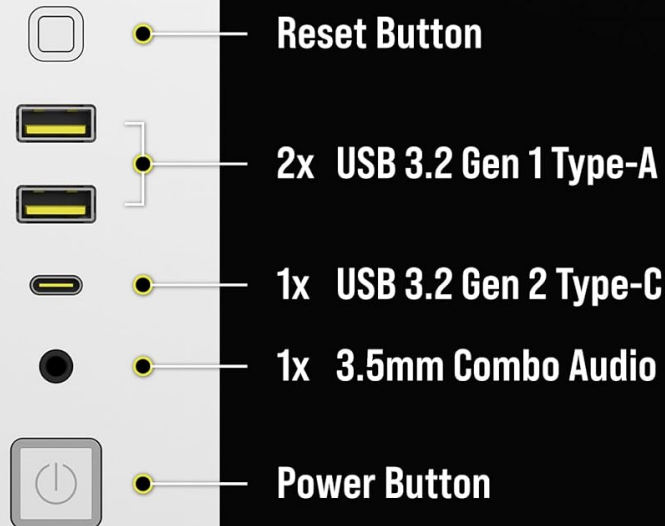 Reset Button
2x USB 3.2 Gen 1 Type-A
1x USB 3.2 Gen 2 Type-C
1x 3.5mm Combo Audio
Power Button